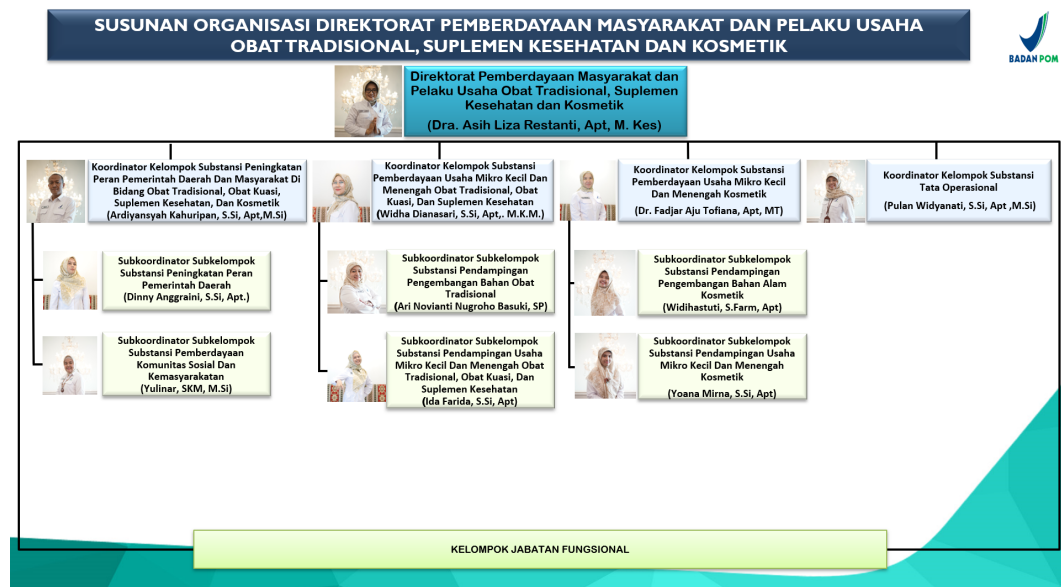 SUSUNAN ORGANISASI DIREKTORAT PEMBERDAYAAN MASYARAKAT DAN PELAKU USAHA
OBAT TRADISIONAL, SUPLEMEN KESEHATAN DAN KOSMETIK
BADAN POM
Direktorat Pemberdayaan Masyarakat dan
Pelaku Usaha Obat Tradisional, Suplemen
Kesehatan dan Kosmetik
(Dra. Asih Liza Restanti, Apt, M. Kes)
Koordinator Kelompok Substansi Peningkatan
Peran Pemerintah Daerah Dan Masyarakat Di
Bidang Obat Tradisional, Obat Kuasi,
Suplemen Kesehatan, Dan Kosmetik
(Ardiyansyah Kahuripan, S.Si, Apt,M.Si)
Koordinator Kelompok Substansi
Pemberdayaan Usaha Mikro Kecil Dan
Menengah Obat Tradisional, Obat
Kuasi, Dan Suplemen Kesehatan
(Widha Dianasari, S.Si, Apt,. M.K.M.)
Koordinator Kelompok Substansi
Pemberdayaan Usaha Mikro Kecil
Dan Menengah Kosmetik
(Dr. Fadjar Aju Tofiana, Apt, MT)
Koordinator Kelompok Substansi
Tata Operasional
(Pulan Widyanati, S.Si, Apt ,M.Si)
Subkoordinator Subkelompok
Substansi Peningkatan Peran
Pemerintah Daerah
(Dinny Anggraini, S.Si, Apt.)
Subkoordinator Subkelompok
Substansi Pendampingan
Pengembangan Bahan Obat
Tradisional
(Ari Novianti Nugroho Basuki, SP)
Subkoordinator Subkelompok
Substansi Pendampingan
Pengembangan Bahan Alam
Kosmetik
(Widihastuti, S.Farm, Apt)
Subkoordinator Subkelompok
Substansi Pemberdayaan
Komunitas Sosial Dan
Kemasyarakatan
(Yulinar, SKM, M.Si)
Subkoordinator Subkelompok
Substansi Pendampingan Usaha
Mikro Kecil Dan Menengah Obat
Tradisional, Obat Kuasi, Dan
Suplemen Kesehatan
(Ida Farida, S.Si, Apt)
Subkoordinator Subkelompok
Substansi Pendampingan Usaha
Mikro Kecil Dan Menengah
Kosmetik
(Yoana Mirna, S.Si, Apt)
KELOMPOK JABATAN FUNGSIONAL